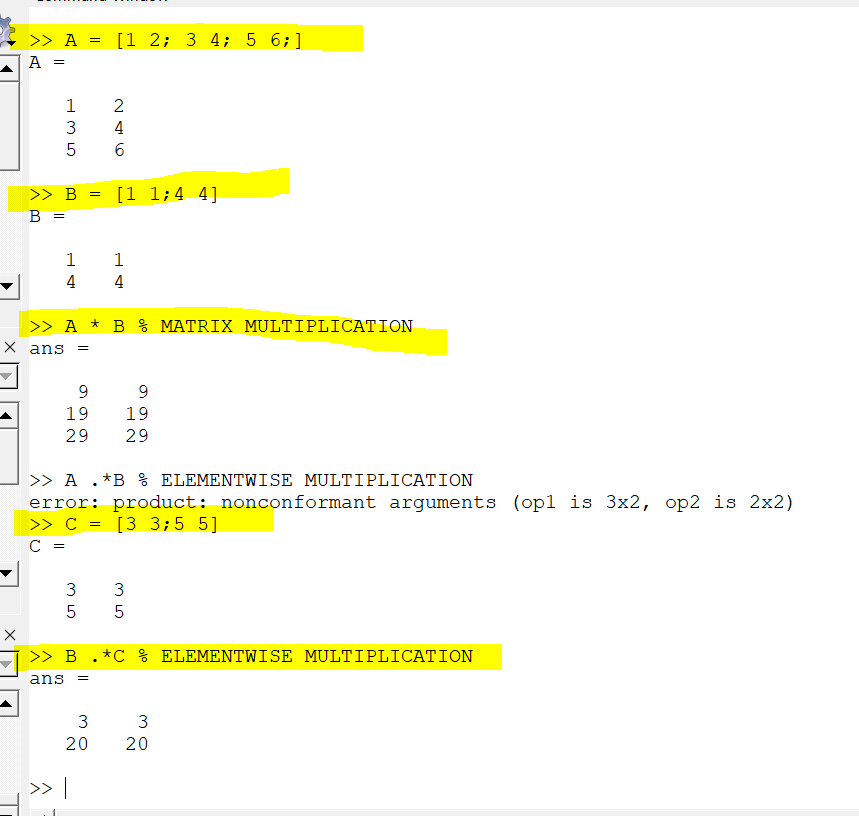 >> A = [1 2; 3 4; 5 6;]
A =
1 2
3 4
5 6
>> B = [1 1;4 4]
B =
1 1
4 4
>> A * B % MATRIX MULTIPLICATION
ans =
9 9
19 19
29 29
>> A .*B % ELEMENTWISE MULTIPLICATION
error: product: nonconformant arguments (op1 is 3x2, op2 is 2x2)
>> C = [3 3;5 5]
C =
3 3
5 5
>> B .*C % ELEMENTWISE MULTIPLICATION
ans =
3 3
20 20
>>